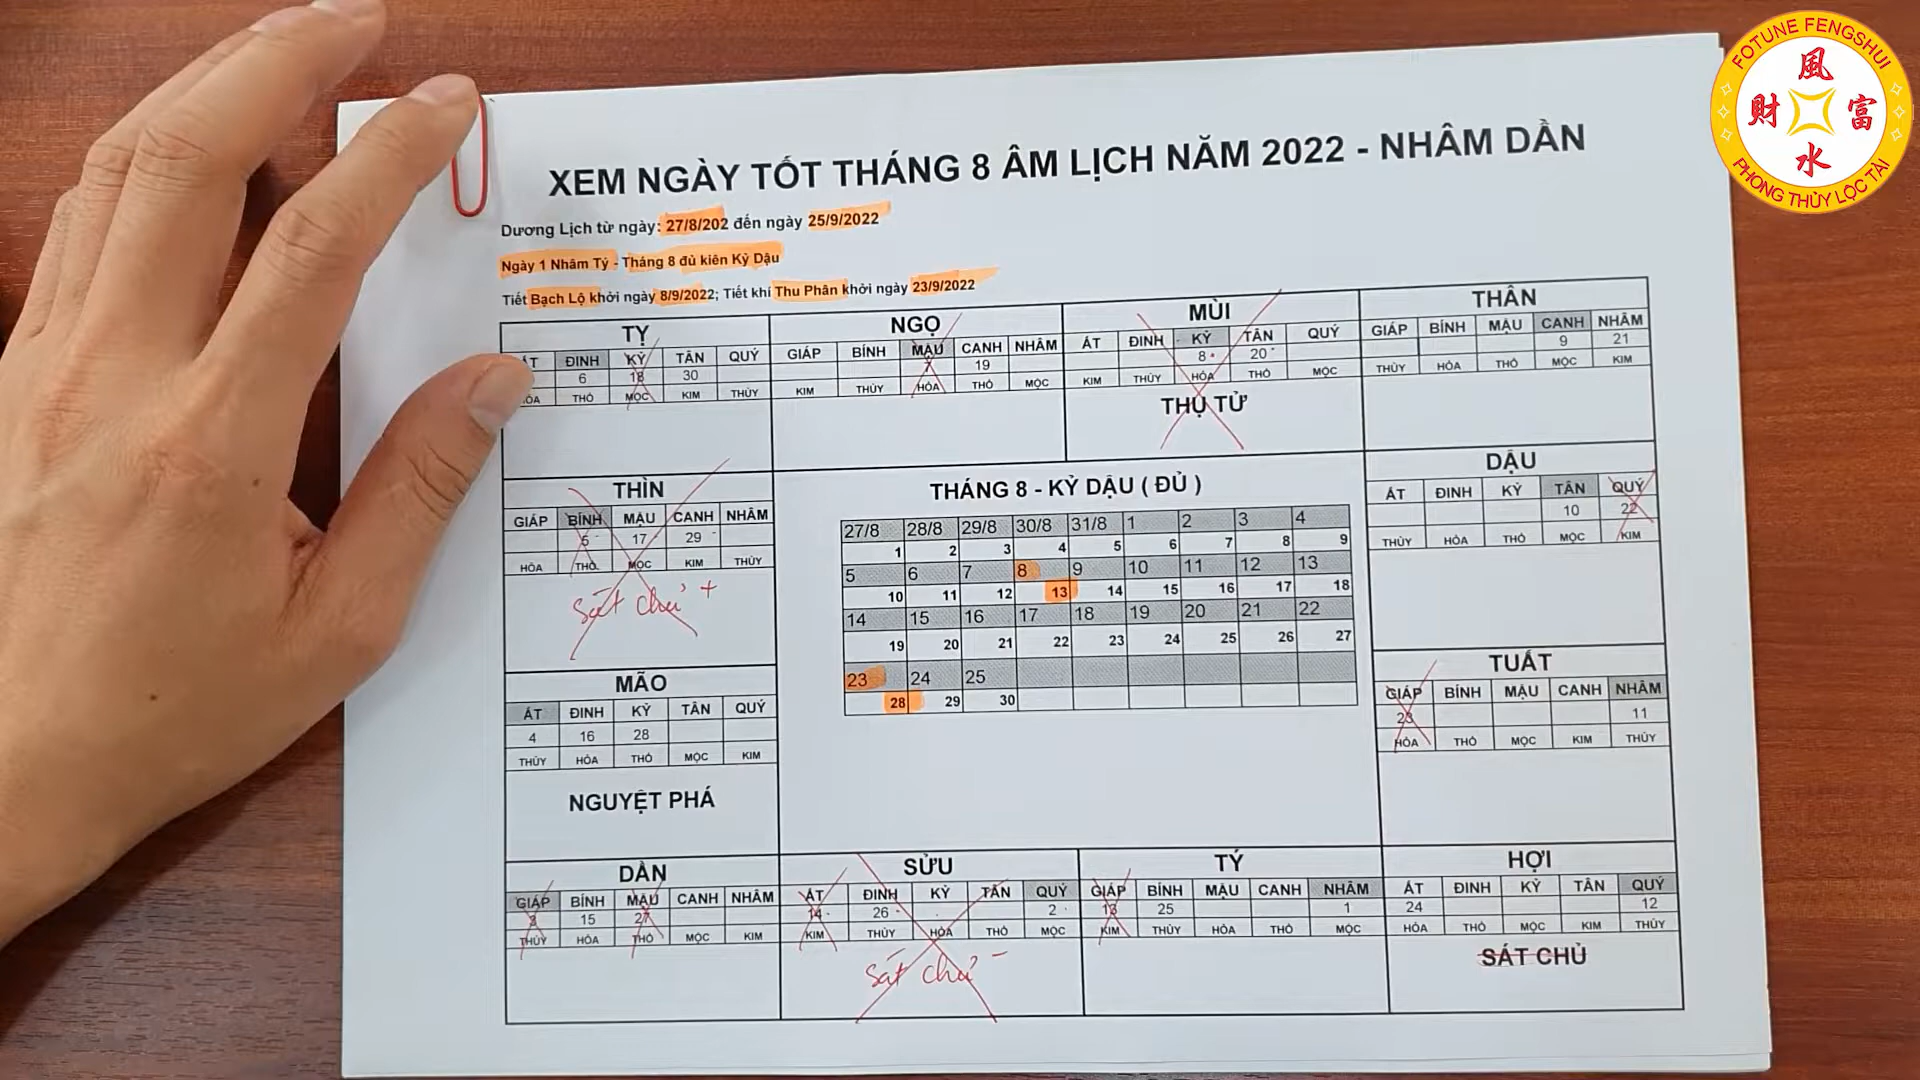 FOTUNE FENGSHUI
風
財 富
水
PHONG THỦY LỘC TÀI
XEM NGÀY TỐT THÁNG 8 ÂM LỊCH NĂM 2022 - NHÂM DẦN
Dương Lịch từ ngày: 27/8/202 đến ngày 25/9/2022
Ngày 1 Nhâm Tý - Tháng 8 đủ kiên Kỷ Dậu
Tiết Bạch Lộ khởi ngày 8/9/2022; Tiết khí Thu Phân khởi ngày 23/9/2022
TỴ
ĐINH KỶ TÂN QUÝ
6 18 30
THỔ MỘC KIM THỦY
NGỌ
GIÁP BÍNH MẬU CANH NHÂM
7 19
KIM THỦY HỎA THỔ MỘC
MÙI
ÁT ĐINH KỶ TÂN QUÝ
8 20
KIM THỦY HỎA THỔ MỘC
THỤ TỬ
THÂN
GIÁP BÍNH MẬU CANH NHÂM
9 21
THỦY HỎA THỔ MỘC KIM
THÌN
GIÁP BÍNH MẬU CANH NHÂM
5 17 29
HỎA THỔ MỘC KIM THỦY
sát chủ +
THÁNG 8 - KỶ DẬU ( ĐỦ )
27/8 28/8 29/8 30/8 31/8 1 2 3 4
1 2 3 4 5 6 7 8 9
5 6 7 8 9 10 11 12 13
10 11 12 13 14 15 16 17 18
14 15 16 17 18 19 20 21 22
19 20 21 22 23 24 25 26 27
23 24 25
28 29 30
DẬU
ÁT ĐINH KỶ TÂN QUÝ
10 22
THỦY HỎA THỔ MỘC KIM
MÃO
ÁT ĐINH KỶ TÂN QUÝ
4 16 28
THỦY HỎA THỔ MỘC KIM
NGUYỆT PHÁ
TUẤT
GIÁP BÍNH MẬU CANH NHÂM
23 11
HỎA THỔ MỘC KIM THỦY
DẦN
GIÁP BÍNH MẬU CANH NHÂM
3 15 27
THỦY HỎA THỔ MỘC KIM
SỬU
ÁT ĐINH KỶ TÂN QUÝ
14 26 2
KIM THỦY HỎA THỔ MỘC
sát chủ -
TÝ
GIÁP BÍNH MẬU CANH NHÂM
13 25 1
KIM THỦY HỎA THỔ MỘC
HỢI
ÁT ĐINH KỶ TÂN QUÝ
24 12
HỎA THỔ MỘC KIM THỦY
SÁT CHỦ